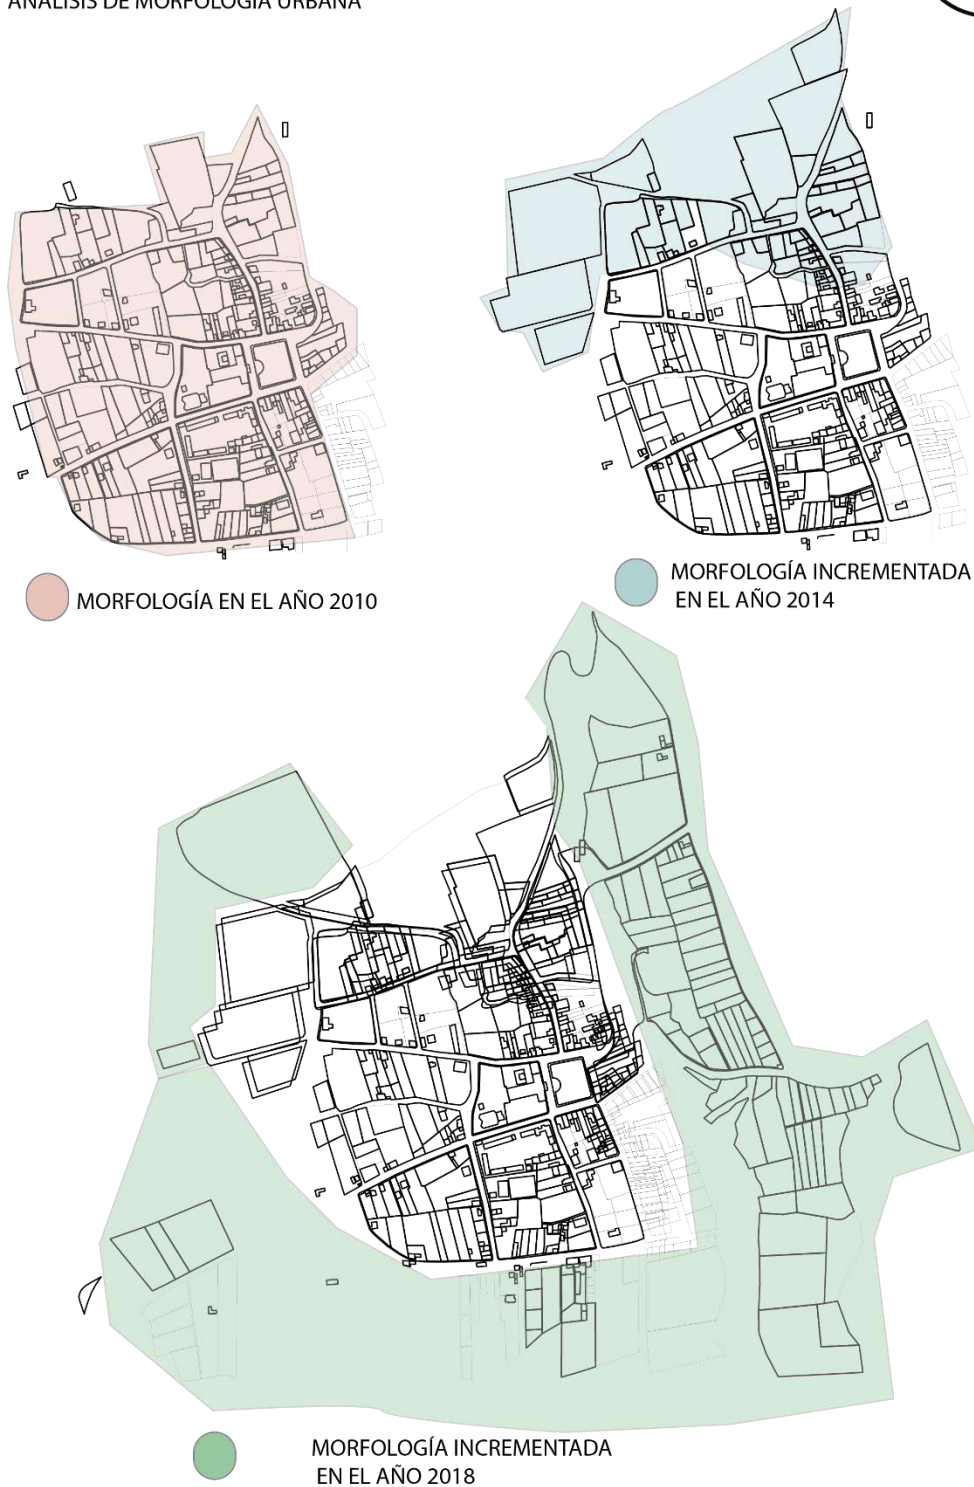 ANÁLISIS DE MORFOLOGÍA URBANA
MORFOLOGÍA EN EL AÑO 2010
MORFOLOGÍA INCREMENTADA
EN EL AÑO 2014
MORFOLOGÍA INCREMENTADA
EN EL AÑO 2018